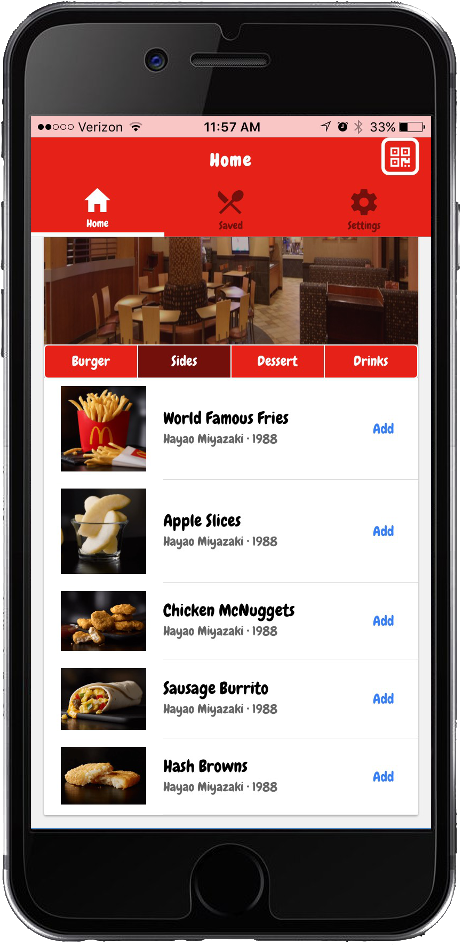 Verizon 11:57 AM 33%
Home
Home Saved Settings
Burger Sides Dessert Drinks
World Famous Fries
Hayao Miyazaki · 1988
Add
Apple Slices
Hayao Miyazaki · 1988
Add
Chicken McNuggets
Hayao Miyazaki · 1988
Add
Sausage Burrito
Hayao Miyazaki · 1988
Add
Hash Browns
Hayao Miyazaki · 1988
Add